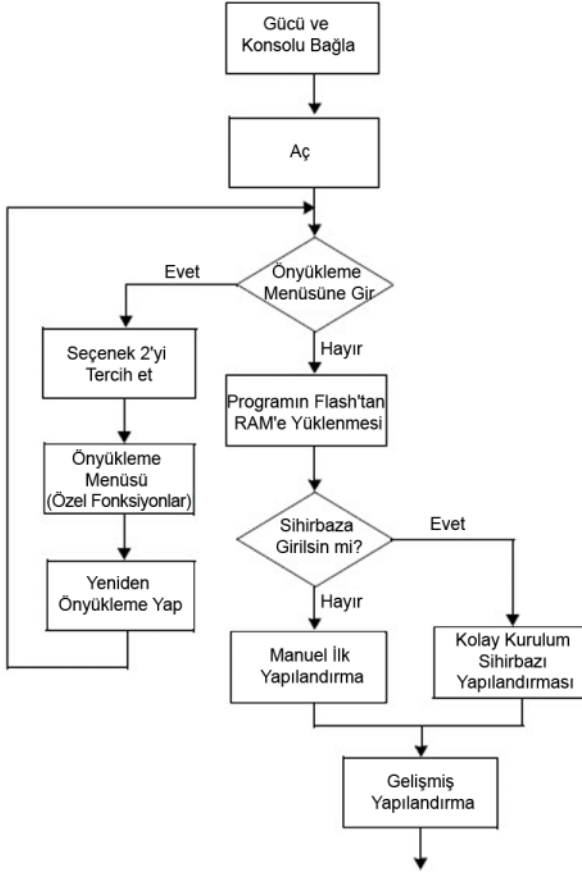 Gücü ve
Konsolu Bağla
Aç
Önyükleme
Menüsüne Gir
Evet
Hayır
Seçenek 2'yi
Tercih et
Programın Flash'tan
RAM'e Yüklenmesi
Önyükleme
Menüsü
(Özel Fonksiyonlar)
Sihirbaza
Girilsin mi?
Evet
Hayır
Yeniden
Önyükleme Yap
Manuel İlk
Yapılandırma
Kolay Kurulum
Sihirbazı
Yapılandırması
Gelişmiş
Yapılandırma